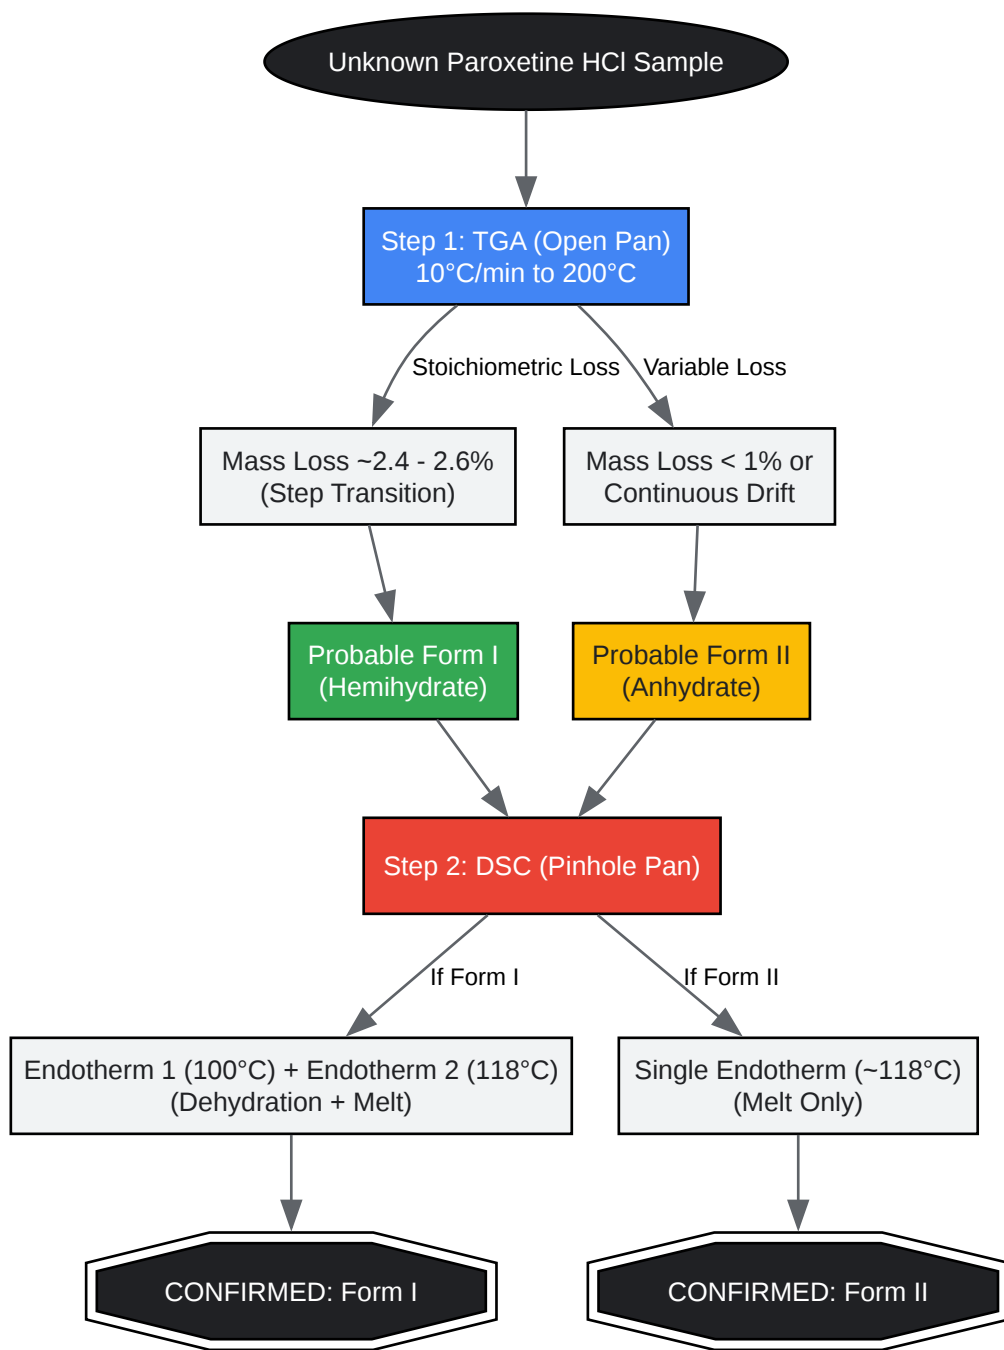 Unknown Paroxetine HCl Sample
Step 1: TGA (Open Pan)
10°C/min to 200°C
Stoichiometric Loss
Variable Loss
Mass Loss ~2.4 - 2.6%
(Step Transition)
Mass Loss < 1% or
Continuous Drift
Probable Form I
(Hemihydrate)
Probable Form II
(Anhydrate)
Step 2: DSC (Pinhole Pan)
If Form I
If Form II
Endotherm 1 (100°C) + Endotherm 2 (118°C)
(Dehydration + Melt)
Single Endotherm (~118°C)
(Melt Only)
CONFIRMED: Form I
CONFIRMED: Form II